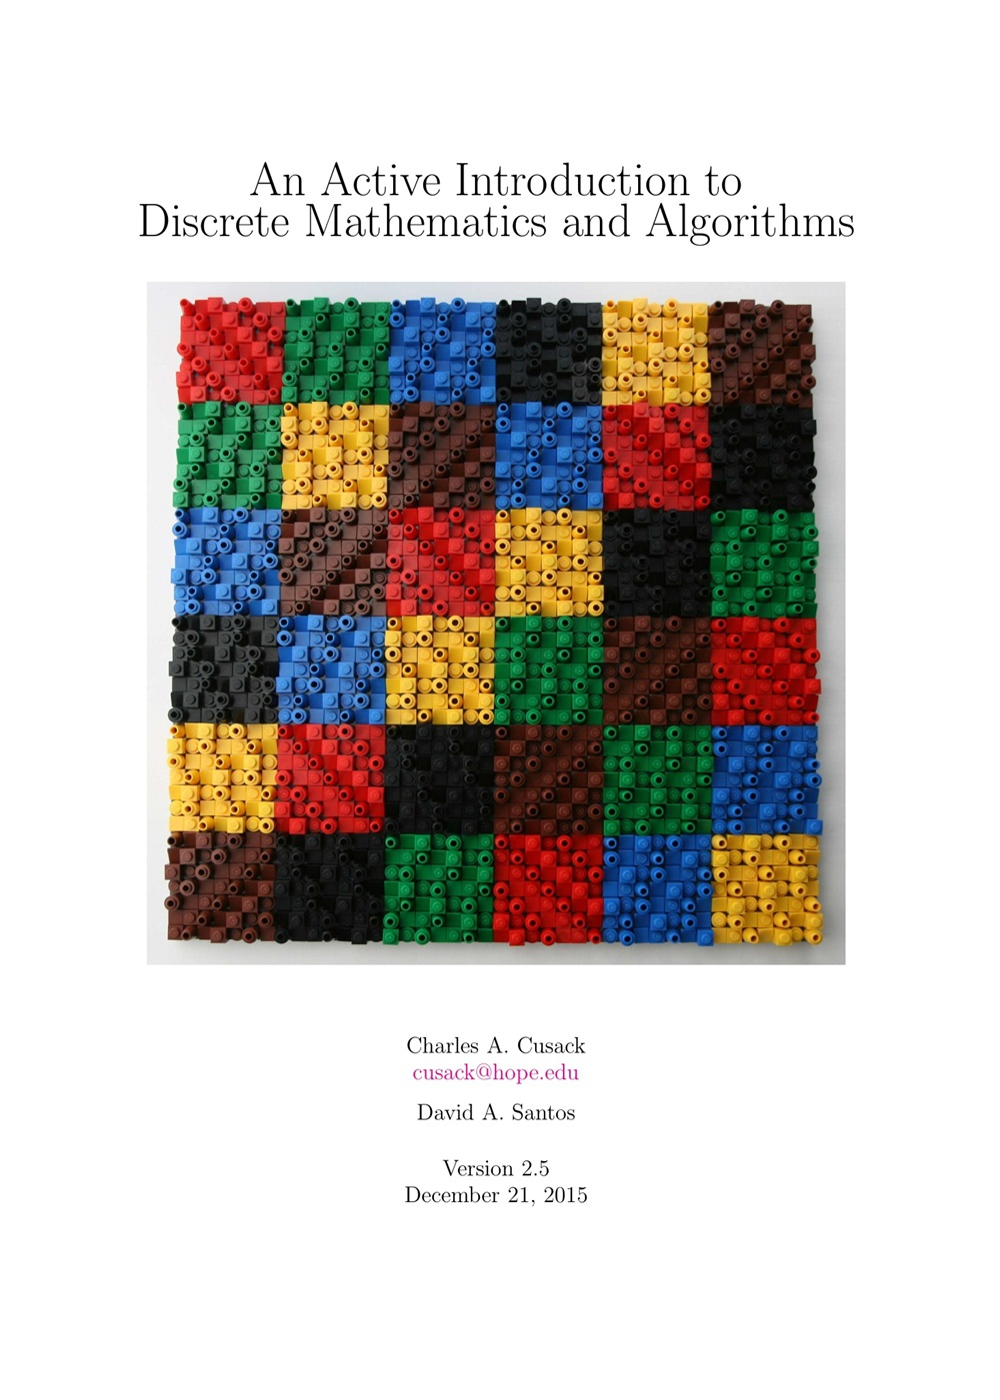 An Active Introduction to
Discrete Mathematics and Algorithms
Charles A. Cusack
cusack@hope.edu
David A. Santos
Version 2.5
December 21, 2015